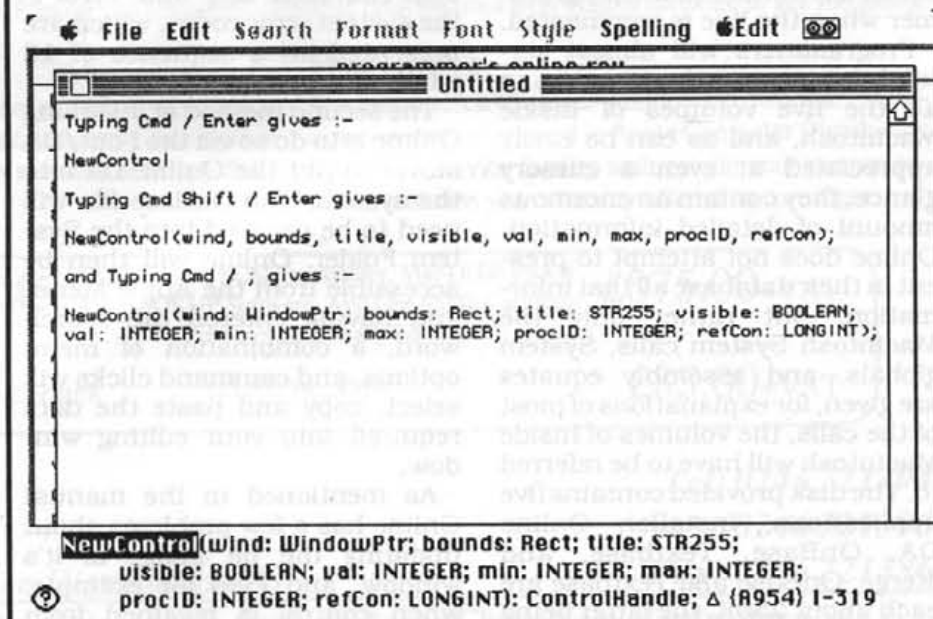 File Edit Search Format Font Style Spelling Edit
programmer's online
Untitled
Typing Cmd / Enter gives :-
NewControl
Typing Cmd Shift / Enter gives :-
NewControl(wind, bounds, title, visible, val, min, max, procID, refCon);
and Typing Cmd / : gives :-
NewControl(wind: WindowPtr; bounds: Rect; title: STR255; visible: BOOLEAN;
val: INTEGER; min: INTEGER; max: INTEGER; procID: INTEGER; refCon: LONGINT);
NewControl(wind: WindowPtr; bounds: Rect; title: STR255;
visible: BOOLEAN; val: INTEGER; min: INTEGER; max: INTEGER;
procID: INTEGER; refCon: LONGINT): ControlHandle; Δ {A954} I-319